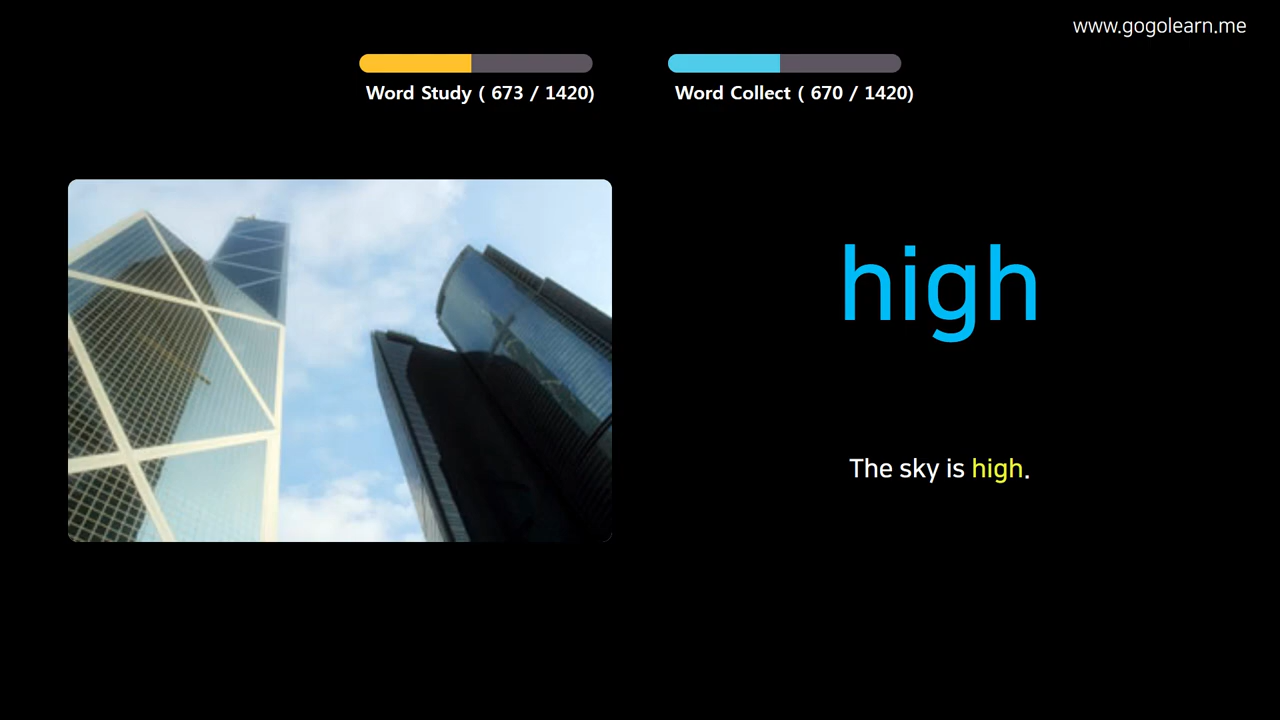 www.gogolearn.me
Word Study ( 673 / 1420)
Word Collect ( 670 / 1420)
high
The sky is high.